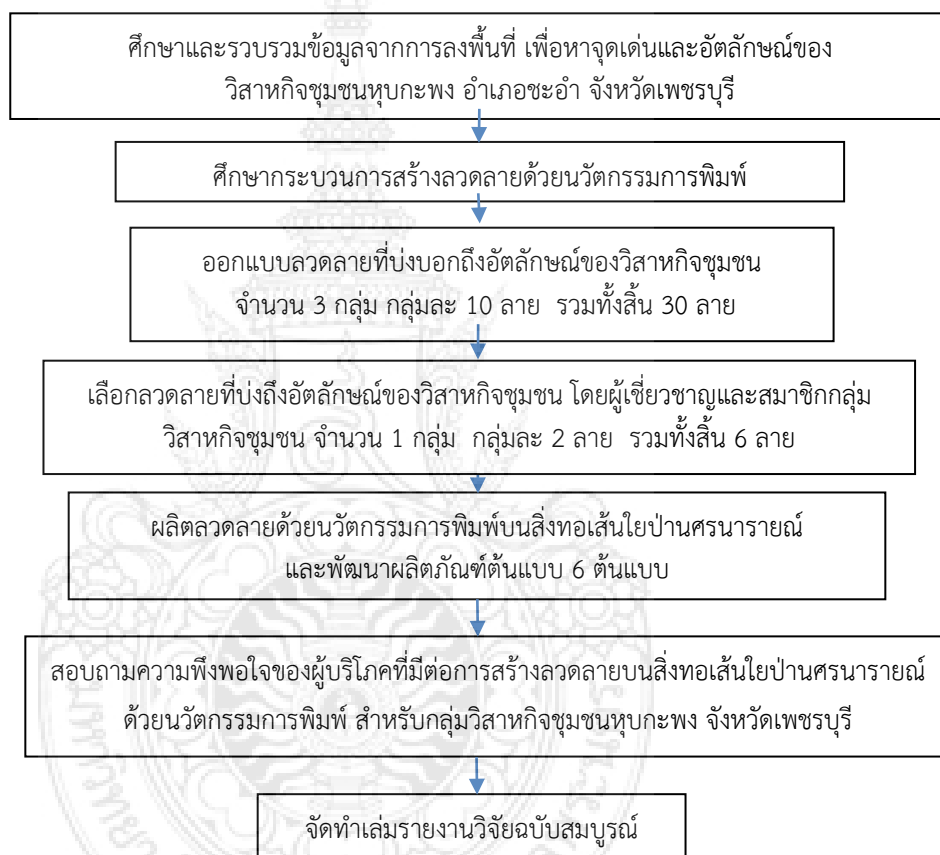 ศึกษาและรวบรวมข้อมูลจากการลงพื้นที่ เพื่อหาจุดเด่นและอัตลักษณ์ของ
วิสาหกิจชุมชนหุบกะพง อำเภอชะอำ จังหวัดเพชรบุรี
ศึกษากระบวนการสร้างลวดลายด้วยนวัตกรรมการพิมพ์
ออกแบบลวดลายที่บ่งบอกถึงอัตลักษณ์ของวิสาหกิจชุมชน
จำนวน 3 กลุ่ม กลุ่มละ 10 ลาย รวมทั้งสิ้น 30 ลาย
เลือกลวดลายที่บ่งถึงอัตลักษณ์ของวิสาหกิจชุมชน โดยผู้เชี่ยวชาญและสมาชิกกลุ่ม
วิสาหกิจชุมชน จำนวน 1 กลุ่ม กลุ่มละ 2 ลาย รวมทั้งสิ้น 6 ลาย
ผลิตลวดลายด้วยนวัตกรรมการพิมพ์บนสิ่งทอเส้นใยป่านศรนารายณ์
และพัฒนาผลิตภัณฑ์ต้นแบบ 6 ต้นแบบ
สอบถามความพึงพอใจของผู้บริโภคที่มีต่อการสร้างลวดลายบนสิ่งทอเส้นใยป่านศรนารายณ์
ด้วยนวัตกรรมการพิมพ์ สำหรับกลุ่มวิสาหกิจชุมชนหุบกะพง จังหวัดเพชรบุรี
จัดทำเล่มรายงานวิจัยฉบับสมบูรณ์